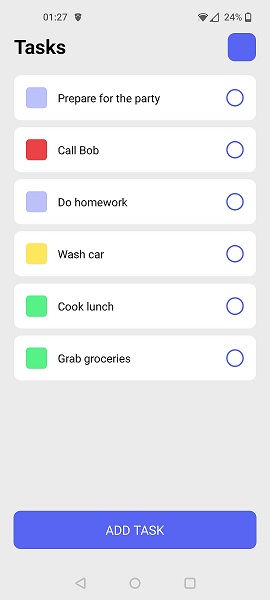 01:27
24%
Tasks
Prepare for the party
Call Bob
Do homework
Wash car
Cook lunch
Grab groceries
ADD TASK